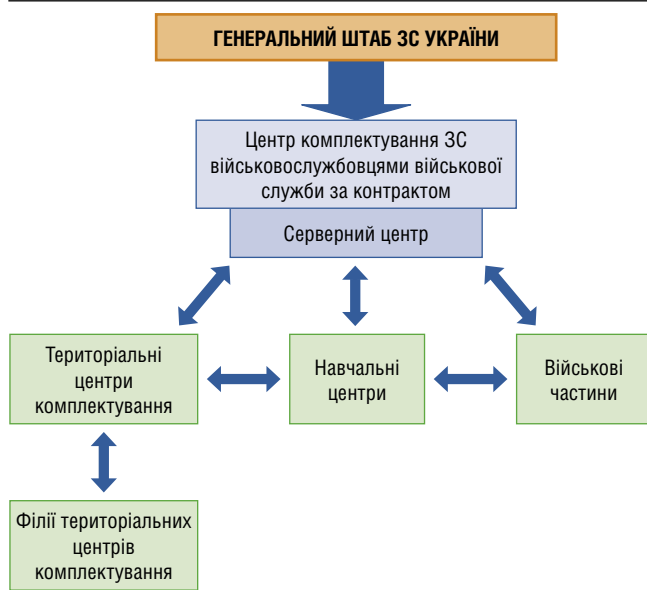 ГЕНЕРАЛЬНИЙ ШТАБ ЗС УКРАЇНИ
Центр комплектування ЗС
військовослужбовцями військової
служби за контрактом
Серверний центр
Територіальні
центри
комплектування
Навчальні
центри
Військові
частини
Філії територіальних
центрів
комплектування